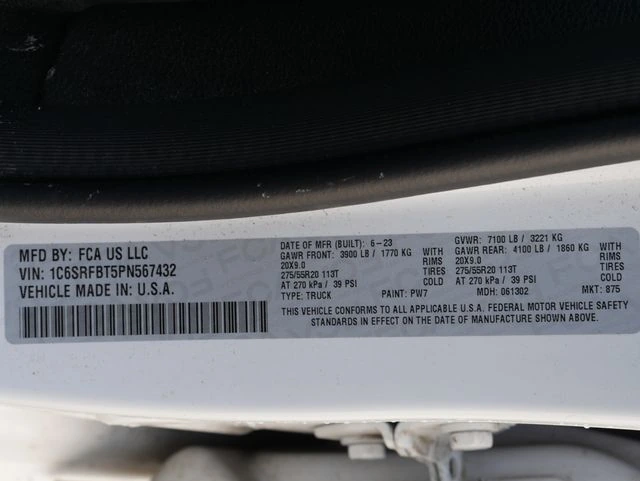 MFD BY: FCA US LLC
VIN: 1C6SRFBT5PN567432
VEHICLE MADE IN: U.S.A.
DATE OF MFR (BUILT): 6-23
GAWR FRONT: 3900 LB / 1770 KG WITH
20X9.0 RIMS
275/55R20 113T TIRES
AT 270 kPa / 39 PSI COLD
TYPE: TRUCK PAINT: PW7
GVWR: 7100 LB / 3221 KG
GAWR REAR: 4100 LB / 1860 KG WITH
20X9.0 RIMS
275/55R20 113T TIRES
AT 270 kPa / 39 PSI COLD
MDH: 061302 MKT: 875
THIS VEHICLE CONFORMS TO ALL APPLICABLE U.S.A. FEDERAL MOTOR VEHICLE SAFETY
STANDARDS IN EFFECT ON THE DATE OF MANUFACTURE SHOWN ABOVE.